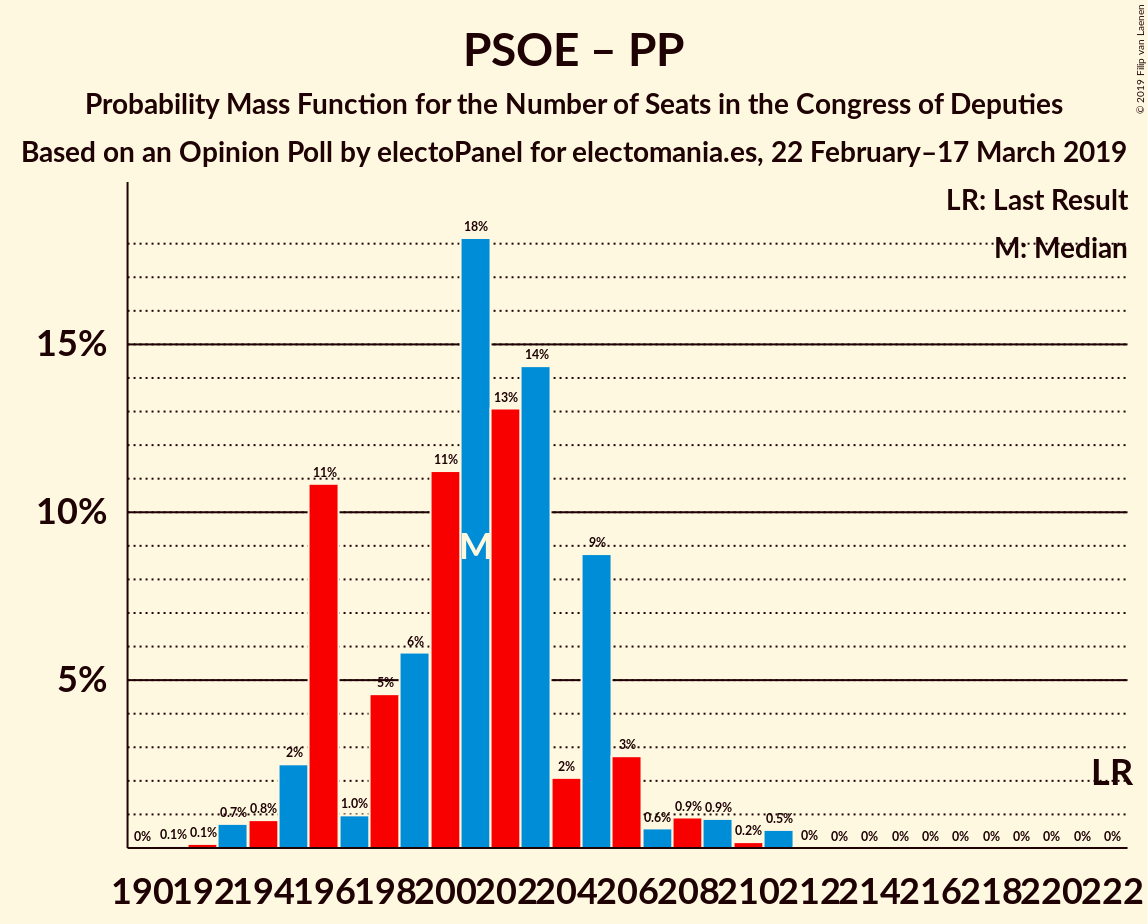 PSOE – PP
Probability Mass Function for the Number of Seats in the Congress of Deputies
Based on an Opinion Poll by electoPanel for electomania.es, 22 February–17 March 2019
© 2019 Filip van Laenen
LR: Last Result
M: Median
15%
10%
5%
0% 0.1% 0.1% 0.7% 0.8% 2% 11% 1.0% 5% 6% 11% 18% 13% 14% 2% 9% 3% 0.6% 0.9% 0.9% 0.2% 0.5% 0% 0% 0% 0% 0% 0% 0% 0% 0% 0% 0%
M
LR
190 192 194 196 198 200 202 204 206 208 210 212 214 216 218 220 222